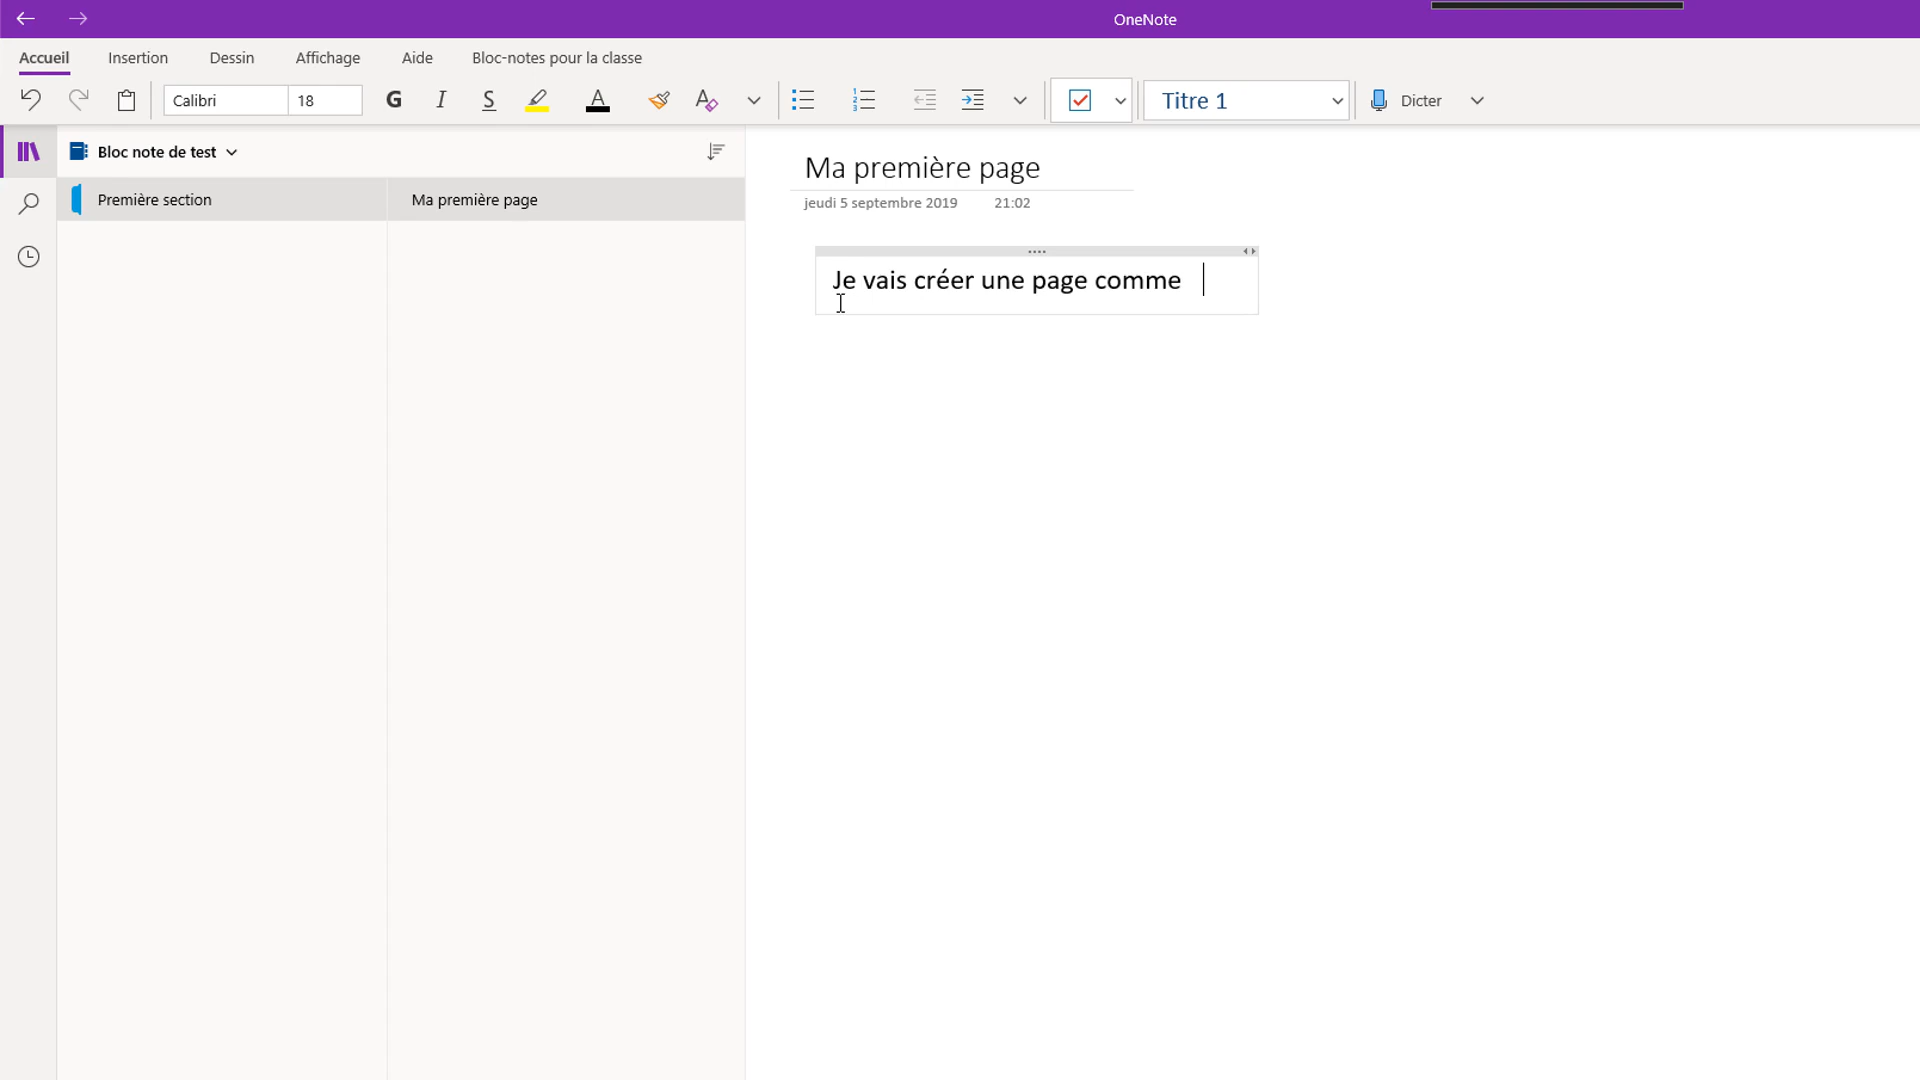 OneNote
Accueil Insertion Dessin Affichage Aide Bloc-notes pour la classe
Calibri 18 G I S A A Titre 1 Dicter
Bloc note de test
Première section Ma première page
Ma première page
jeudi 5 septembre 2019 21:02
Je vais créer une page comme